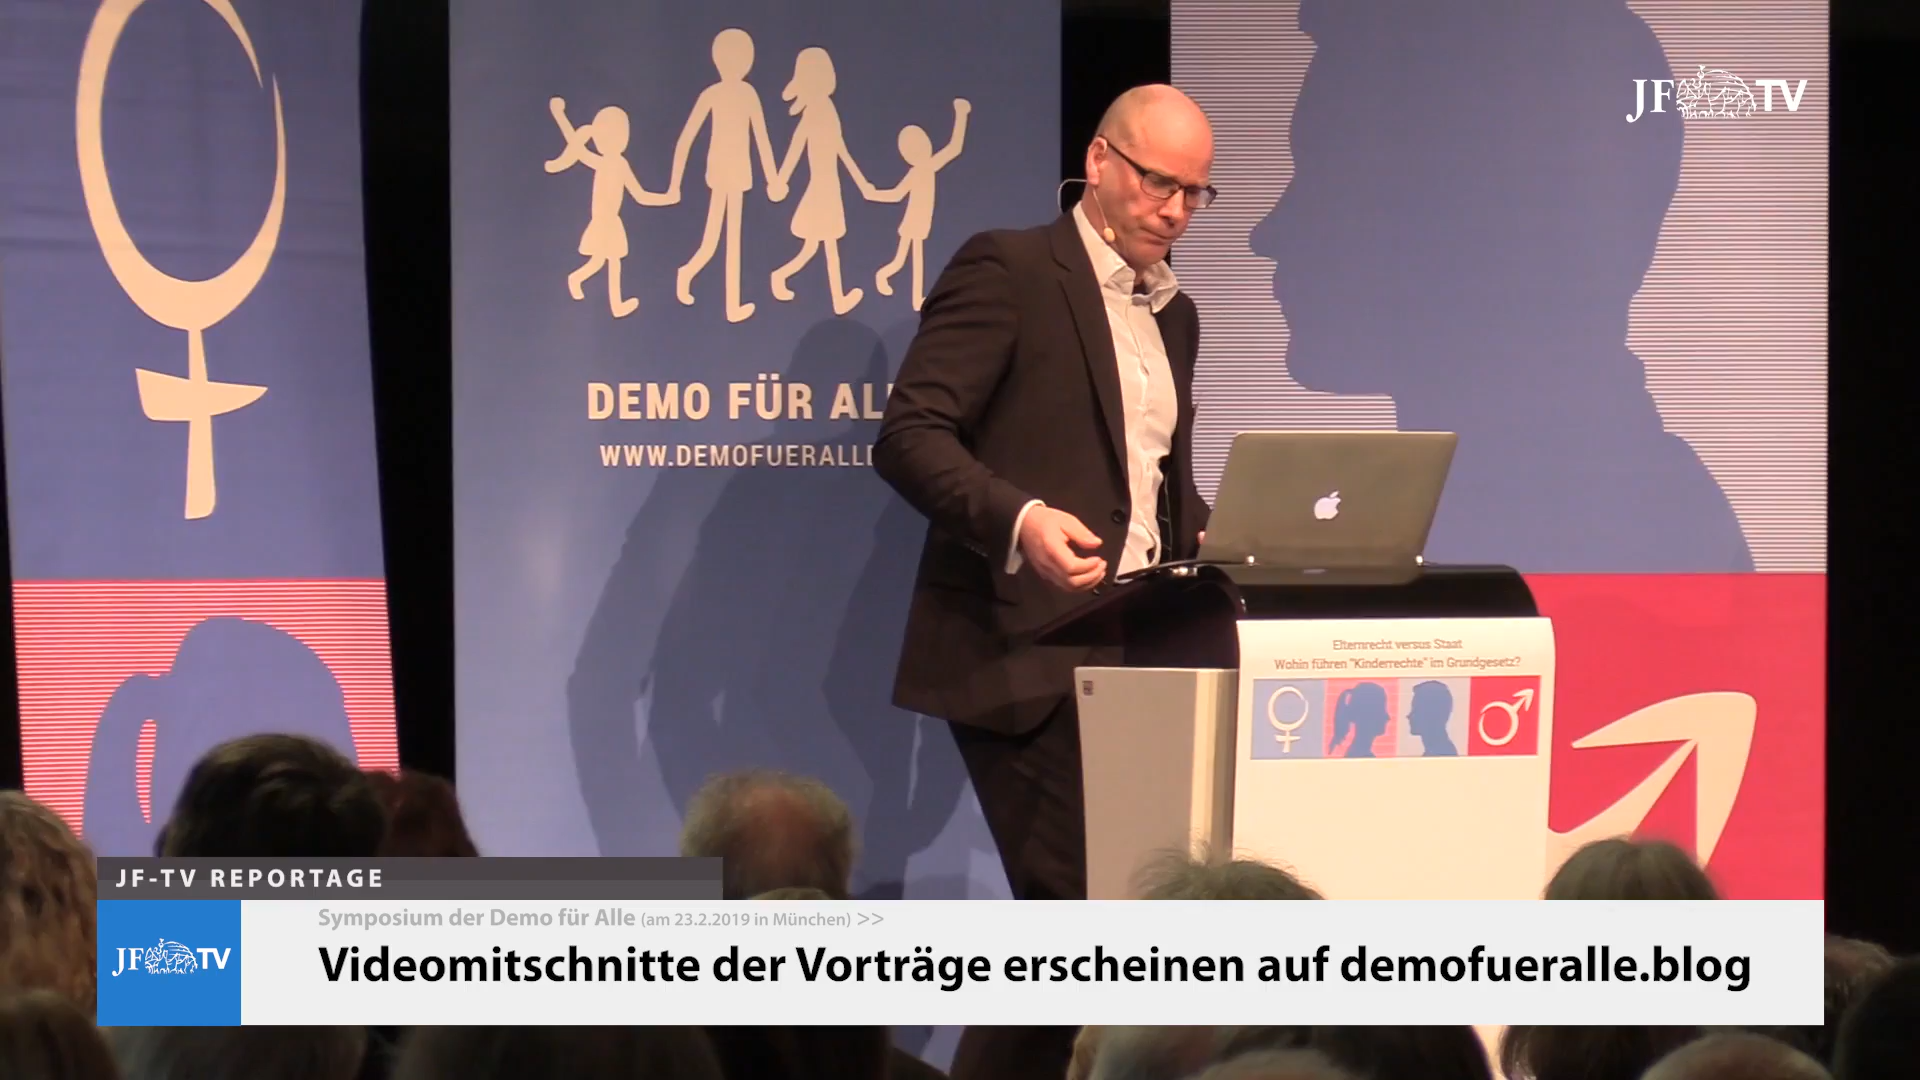 JF TV
DEMO FÜR AL
WWW.DEMOFUERALLE
Elternrecht versus Staat
Wohin führen "Kinderrechte" im Grundgesetz?
JF-TV REPORTAGE
Symposium der Demo für Alle (am 23.2.2019 in München) >>
JF TV
Videomitschnitte der Vorträge erscheinen auf demofueralle.blog